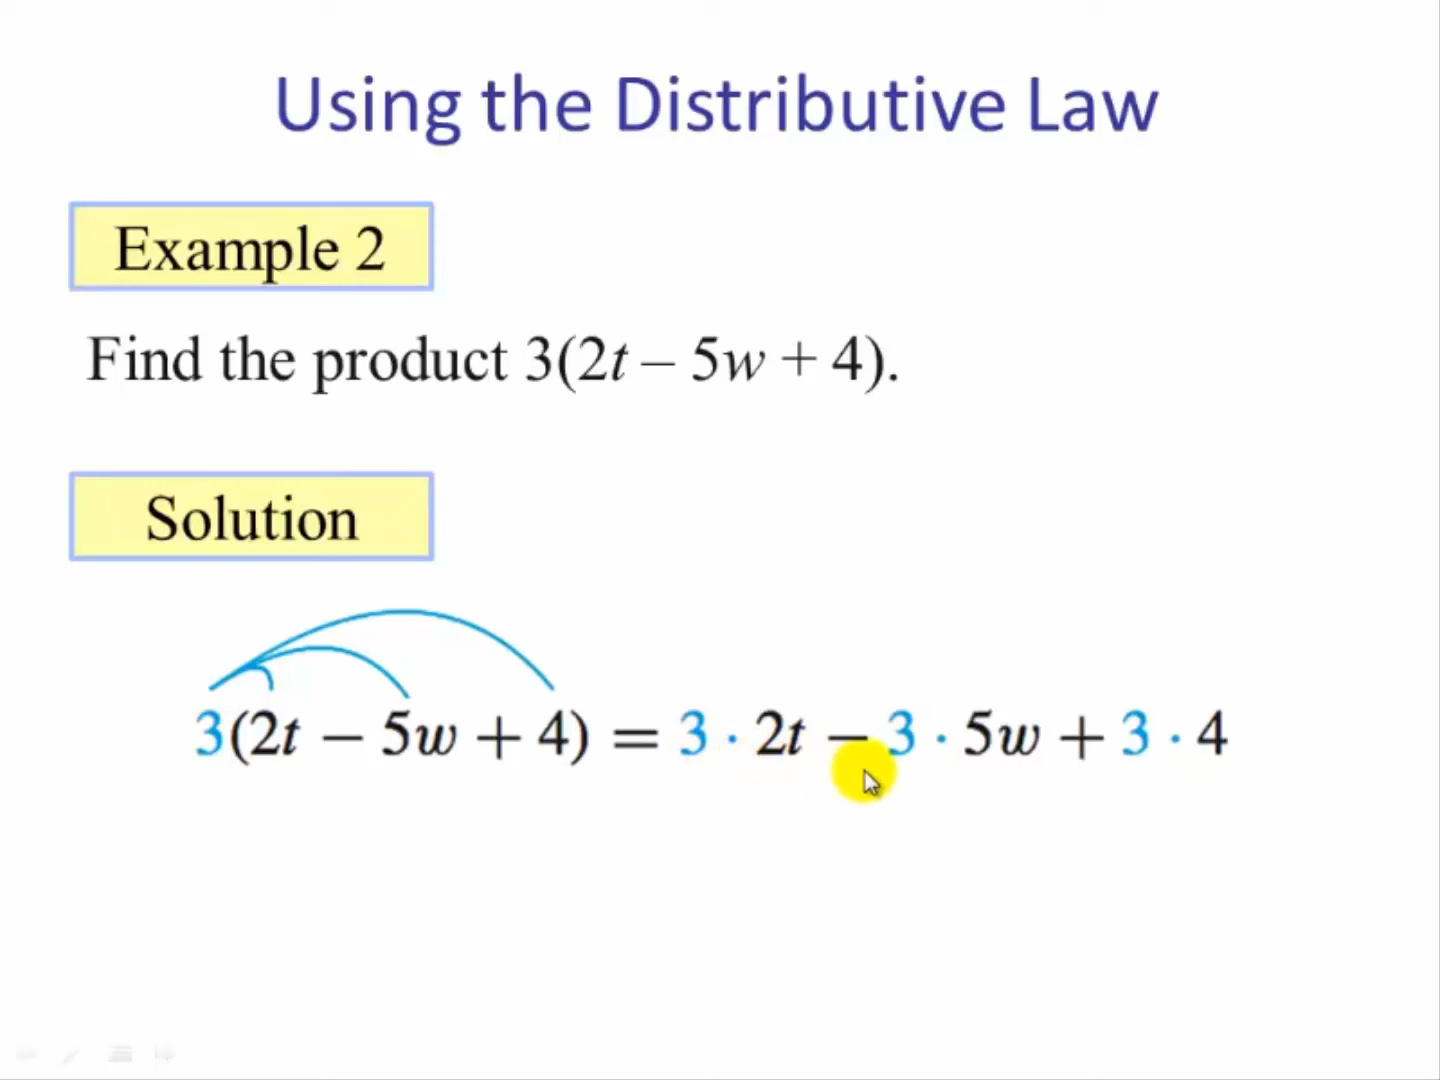 Using the Distributive Law
Example 2
Find the product 3(2t – 5w + 4).
Solution
3(2t − 5w + 4) = 3 · 2t − 3 · 5w + 3 · 4